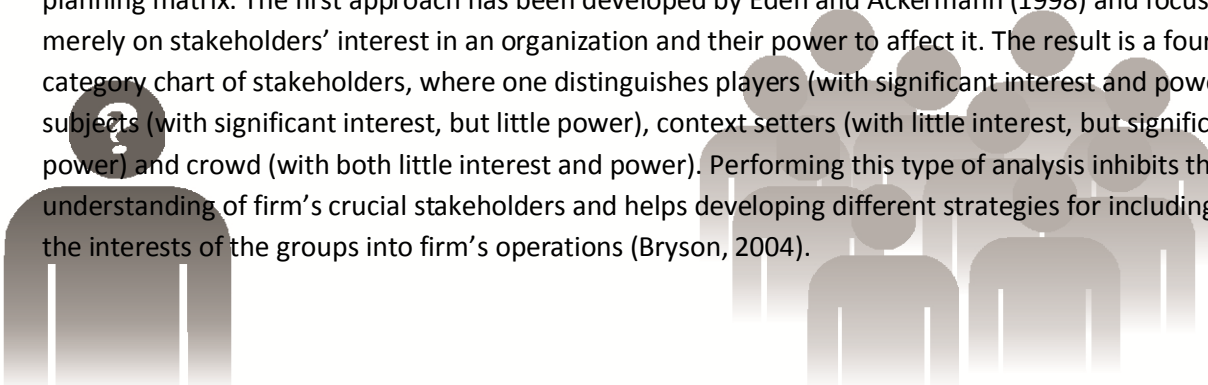 planning matrix. The first approach has been developed by Eden and Ackermann (1998) and focus
merely on stakeholders' interest in an organization and their power to affect it. The result is a four
category chart of stakeholders, where one distinguishes players (with significant interest and powe
subjects (with significant interest, but little power), context setters (with little interest, but signific
power) and crowd (with both little interest and power). Performing this type of analysis inhibits th
understanding of firm's crucial stakeholders and helps developing different strategies for including
the interests of the groups into firm's operations (Bryson, 2004).
?